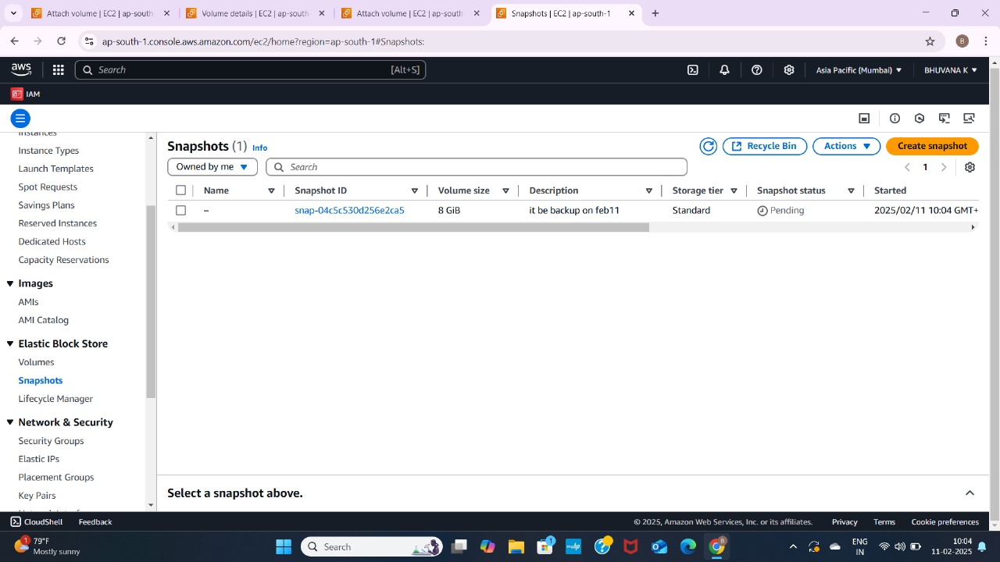 Attach volume | EC2 | ap-south
Volume details | EC2 | ap-south
Attach volume | EC2 | ap-south
Snapshots | EC2 | ap-south-1
ap-south-1.console.aws.amazon.com/ec2/home?region=ap-south-1#Snapshots:
B
aws
Search
[Alt+S]
Asia Pacific (Mumbai)
BHUVANA K
IAM
Instances
Instance Types
Launch Templates
Spot Requests
Savings Plans
Reserved Instances
Dedicated Hosts
Capacity Reservations
Images
AMIs
AMI Catalog
Elastic Block Store
Volumes
Snapshots
Lifecycle Manager
Network & Security
Security Groups
Elastic IPs
Placement Groups
Key Pairs
Snapshots (1) Info
Recycle Bin
Actions
Create snapshot
Owned by me
Search
1
Name Snapshot ID Volume size Description Storage tier Snapshot status Started
– snap-04c5c530d256e2ca5 8 GiB it be backup on feb11 Standard Pending 2025/02/11 10:04 GMT+
Select a snapshot above.
CloudShell Feedback © 2025, Amazon Web Services, Inc. or its affiliates. Privacy Terms Cookie preferences
1
79°F
Mostly sunny
Search
1
ENG
IN
10:04
11-02-2025